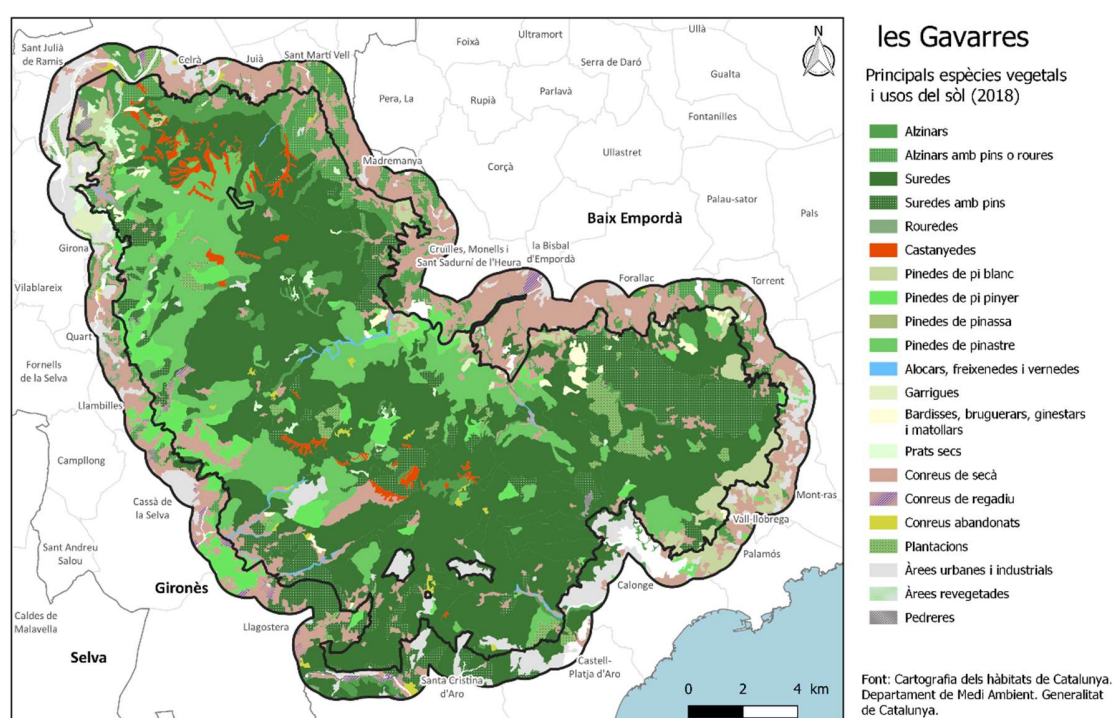 les Gavarres
Principals espècies vegetals
i usos del sòl (2018)
Alzinars
Alzinars amb pins o roures
Suredes
Suredes amb pins
Rouredes
Castanyedes
Pinedes de pi blanc
Pinedes de pi pinyer
Pinedes de pinassa
Pinedes de pinastre
Alocars, freixenedes i vernedes
Garrigues
Bardisses, bruguerars, ginestars
i matollars
Prats secs
Conreus de secà
Conreus de regadiu
Conreus abandonats
Plantacions
Àrees urbanes i industrials
Àrees revegetades
Pedreres
Font: Cartografia dels hàbitats de Catalunya.
Departament de Medi Ambient. Generalitat
de Catalunya.
N
Sant Julià
de Ramis
Celrà
Juià
Sant Martí Vell
Foixà
Ultramort
Ullà
Serra de Daró
Gualta
Pera, La
Rupià
Parlavà
Fontanilles
Madremanya
Corçà
Ullastret
Palau-sator
Pals
Baix Empordà
Girona
Cruïlles, Monells i
Sant Sadurní de l'Heura
la Bisbal
d'Empordà
Forallac
Torrent
Vilablareix
Quart
Fornells
de la Selva
Llambilles
Campllong
Cassà de
la Selva
Mont-ras
Vall-llobrega
Sant Andreu
Salou
Palamós
Gironès
Calonge
Caldes de
Malavella
Llagostera
Selva
Castell-
Platja d'Aro
Santa Cristina
d'Aro
0 2 4 km